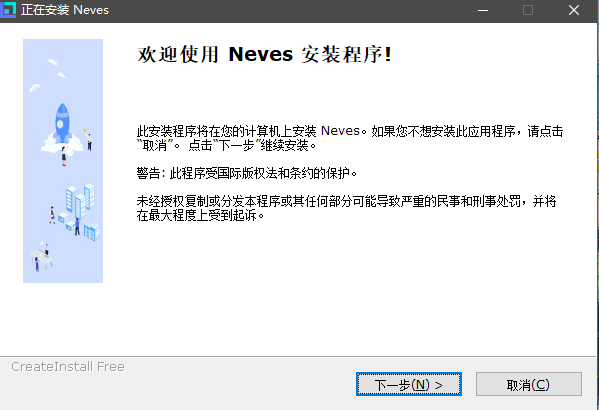 正在安装 Neves
欢迎使用 Neves 安装程序!
此安装程序将在您的计算机上安装 Neves。如果您不想安装此应用程序，请点击
“取消”。 点击“下一步”继续安装。
警告: 此程序受国际版权法和条约的保护。
未经授权复制或分发本程序或其任何部分可能导致严重的民事和刑事处罚，并将
在最大程度上受到起诉。
CreateInstall Free
下一步(N) >
取消(C)